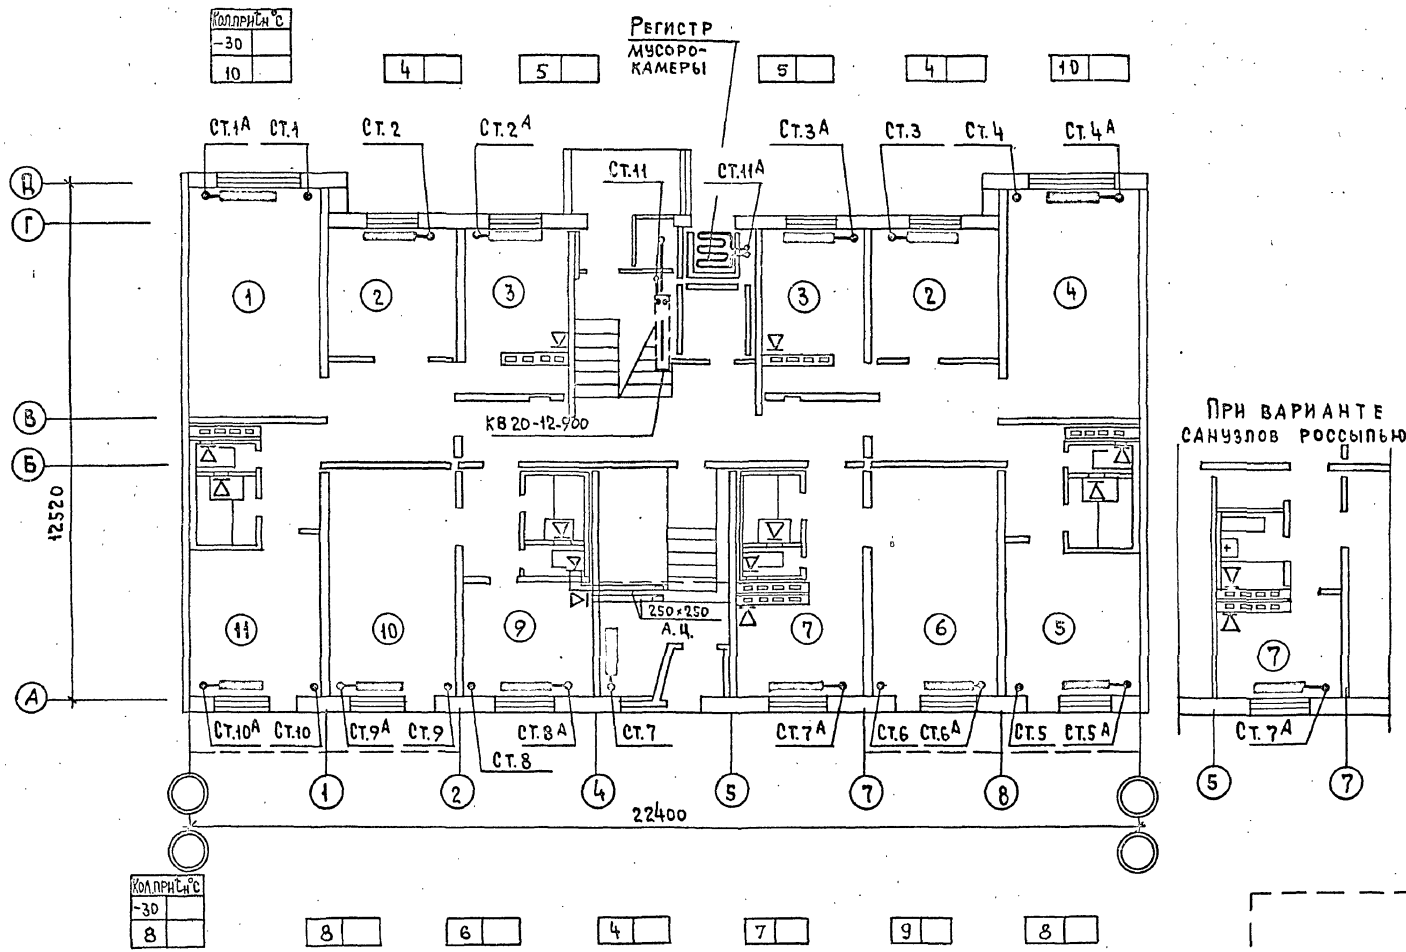 КОЛ.ПРИ tН°С
-30
10
4
5
РЕГИСТР
МУСОРО-
КАМЕРЫ
5
4
10
СТ.1А СТ.1 СТ.2 СТ.2А СТ.11 СТ.11А СТ.3А СТ.3 СТ.4 СТ.4А
Д
Г
1 2 3 3 2 4
КВ 20-12-900
В
Б
12520
ПРИ ВАРИАНТЕ
САНУЗЛОВ РОССЫПЬЮ
250×250
А.Ц.
11 10 9 7 6 5 7
А
СТ.10А СТ.10 СТ.9А СТ.9 СТ.8А СТ.7 СТ.7А СТ.6 СТ.6А СТ.5 СТ.5А СТ.7А
СТ.8
1 2 4 5 7 8 5 7
22400
КОЛ.ПРИ tН°С
-30
8
8
6
4
7
9
8